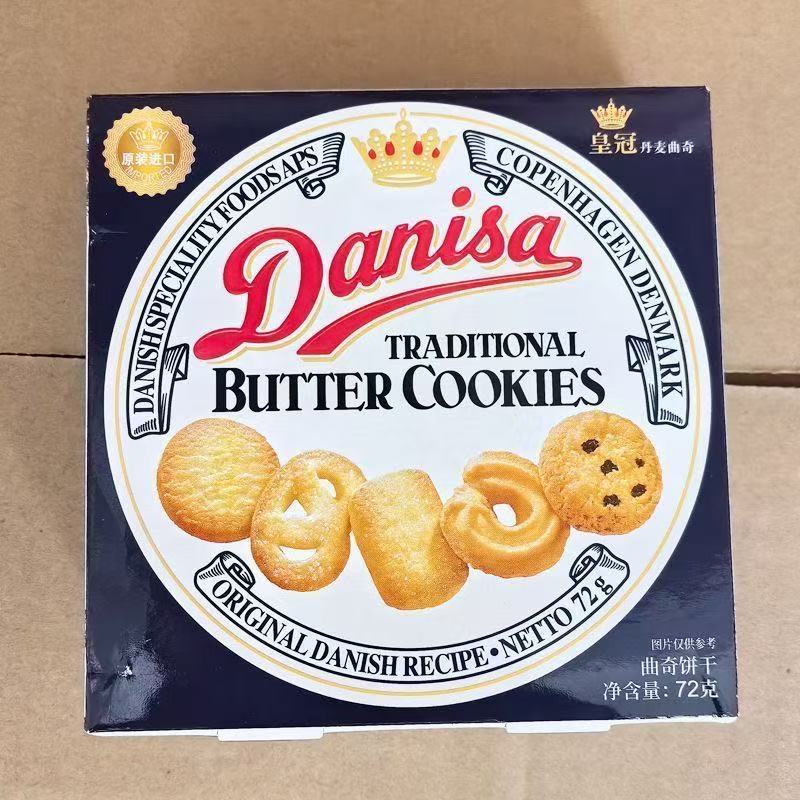 原装进口
IMPORTED
皇冠丹麦曲奇
DANISH SPECIALITY FOODS APS
COPENHAGEN DENMARK
Danisa
TRADITIONAL
BUTTER COOKIES
ORIGINAL DANISH RECIPE • NETTO 72g
图片仅供参考
曲奇饼干
净含量：72克